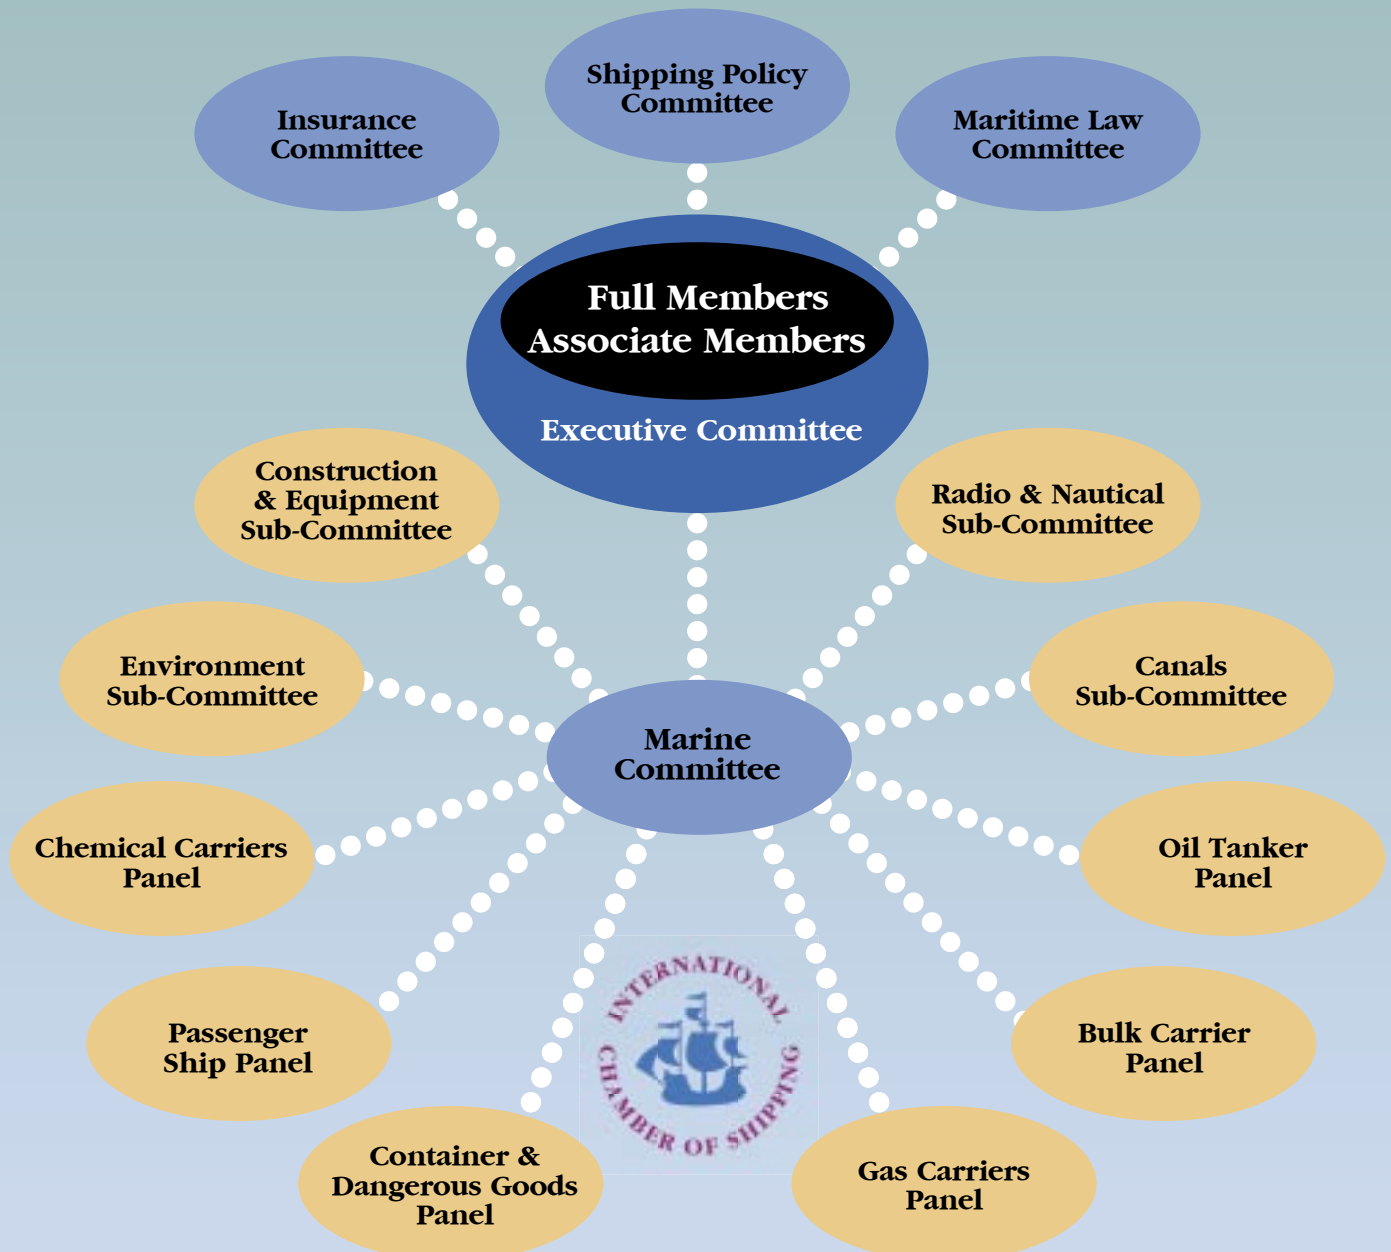 Shipping Policy
Committee
Insurance
Committee
Maritime Law
Committee
Full Members
Associate Members
Executive Committee
Construction
& Equipment
Sub-Committee
Radio & Nautical
Sub-Committee
Environment
Sub-Committee
Canals
Sub-Committee
Marine
Committee
Chemical Carriers
Panel
Oil Tanker
Panel
Passenger
Ship Panel
Bulk Carrier
Panel
INTERNATIONAL
CHAMBER OF SHIPPING
Container &
Dangerous Goods
Panel
Gas Carriers
Panel